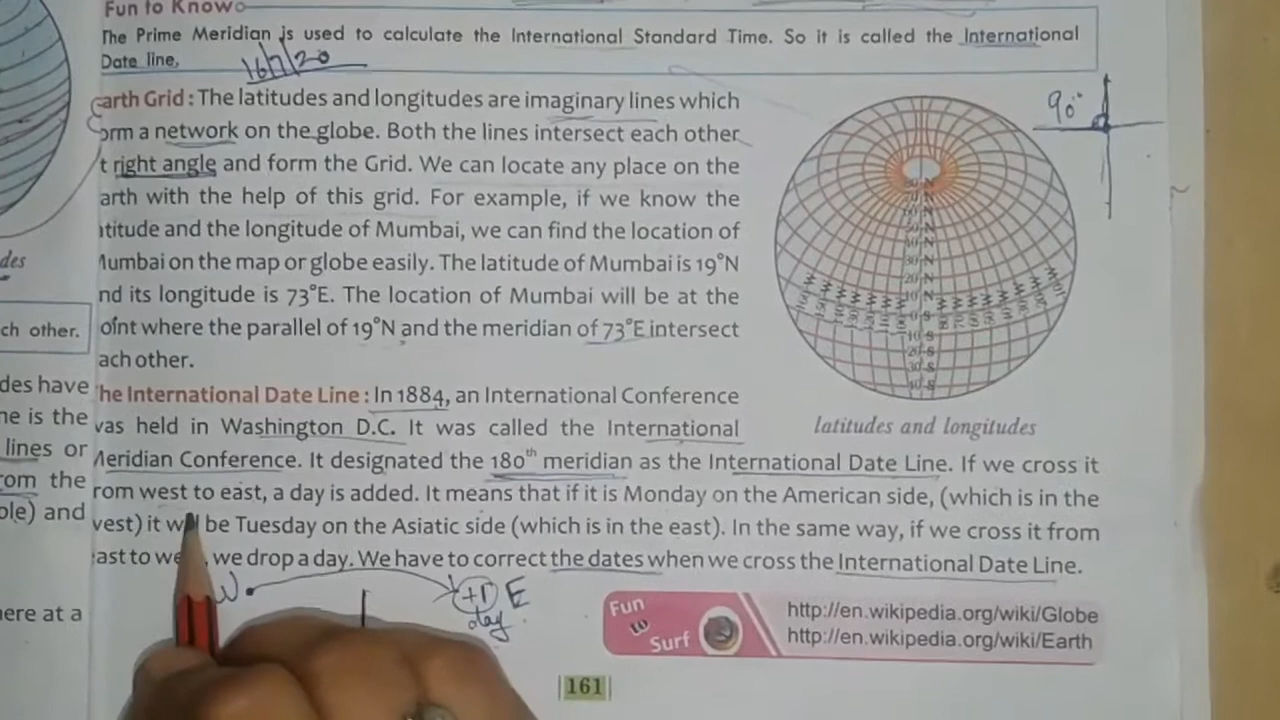 Fun to Know
The Prime Meridian is used to calculate the International Standard Time. So it is called the International
Date line.
16/7/20
arth Grid : The latitudes and longitudes are imaginary lines which
orm a network on the globe. Both the lines intersect each other
t right angle and form the Grid. We can locate any place on the
arth with the help of this grid. For example, if we know the
titude and the longitude of Mumbai, we can find the location of
Mumbai on the map or globe easily. The latitude of Mumbai is 19°N
nd its longitude is 73°E. The location of Mumbai will be at the
oint where the parallel of 19°N and the meridian of 73°E intersect
ach other.
90°
latitudes and longitudes
he International Date Line : In 1884, an International Conference
was held in Washington D.C. It was called the International
Meridian Conference. It designated the 180th meridian as the International Date Line. If we cross it
rom west to east, a day is added. It means that if it is Monday on the American side, (which is in the
west) it will be Tuesday on the Asiatic side (which is in the east). In the same way, if we cross it from
ast to we , we drop a day. We have to correct the dates when we cross the International Date Line.
W +1 E
day
Fun
to
Surf
http://en.wikipedia.org/wiki/Globe
http://en.wikipedia.org/wiki/Earth
161
des
ch other.
des have
ne is the
lines or
rom the
ole) and
here at a